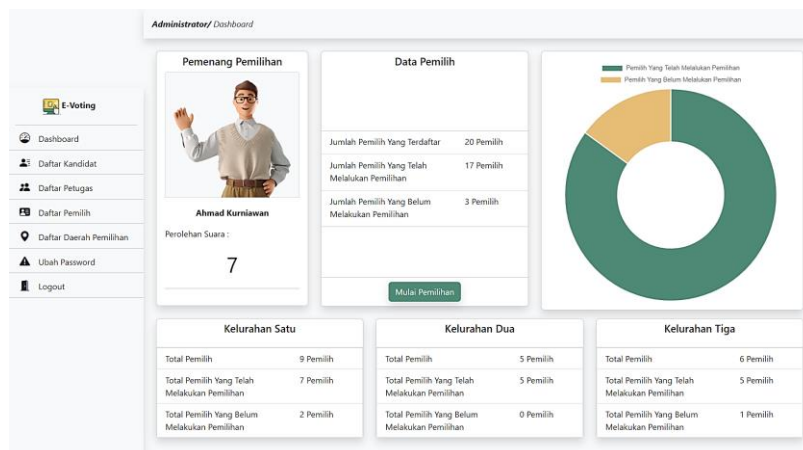 Administrator/ Dashboard
E-Voting
Dashboard
Daftar Kandidat
Daftar Petugas
Daftar Pemilih
Daftar Daerah Pemilihan
Ubah Password
Logout
Pemenang Pemilihan
Ahmad Kurniawan
Perolehan Suara :
7
Data Pemilih
Jumlah Pemilih Yang Terdaftar 20 Pemilih
Jumlah Pemilih Yang Telah 17 Pemilih
Melalukan Pemilihan
Jumlah Pemilih Yang Belum 3 Pemilih
Melakukan Pemilihan
Mulai Pemilihan
Pemilih Yang Telah Melalukan Pemilihan
Pemilih Yang Belum Melakukan Pemilihan
Kelurahan Satu
Total Pemilih 9 Pemilih
Total Pemilih Yang Telah 7 Pemilih
Melakukan Pemilihan
Total Pemilih Yang Belum 2 Pemilih
Melakukan Pemilihan
Kelurahan Dua
Total Pemilih 5 Pemilih
Total Pemilih Yang Telah 5 Pemilih
Melakukan Pemilihan
Total Pemilih Yang Belum 0 Pemilih
Melakukan Pemilihan
Kelurahan Tiga
Total Pemilih 6 Pemilih
Total Pemilih Yang Telah 5 Pemilih
Melakukan Pemilihan
Total Pemilih Yang Belum 1 Pemilih
Melakukan Pemilihan